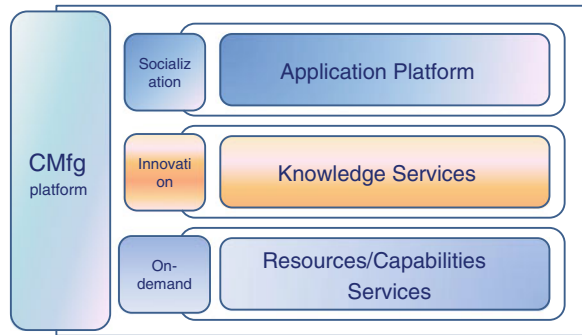 CMfg
platform
Socializ
ation
Application Platform
Innovati
on
Knowledge Services
On-
demand
Resources/Capabilities
Services